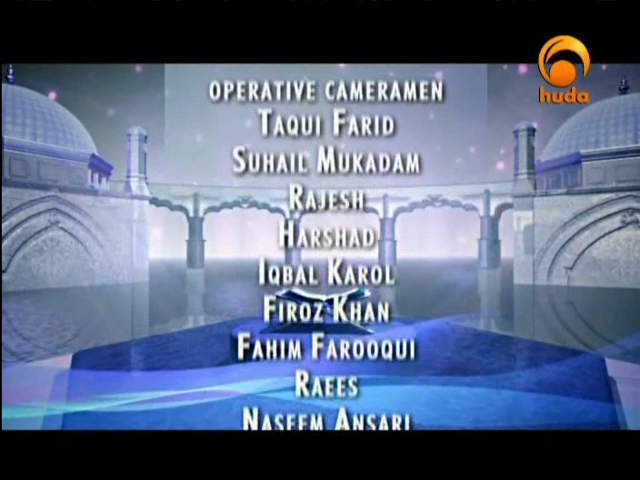 OPERATIVE CAMERAMEN
TAQUI FARID
SUHAIL MUKADAM
RAJESH
HARSHAD
IQBAL KAROL
FIROZ KHAN
FAHIM FAROOQUI
RAEES
NASEEM ANSARI
huda